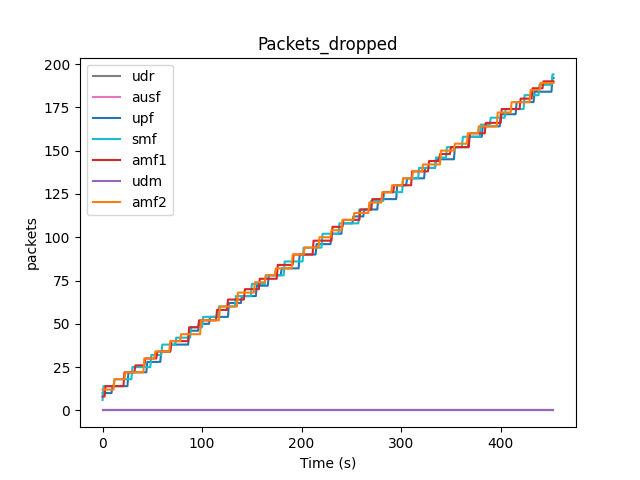 Packets_dropped
200
175
150
125
100
75
50
25
0
packets
udr
ausf
upf
smf
amf1
udm
amf2
0 100 200 300 400
Time (s)